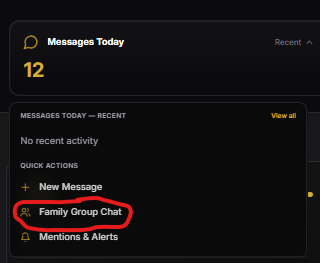 Messages Today
Recent
12
MESSAGES TODAY — RECENT
View all
No recent activity
QUICK ACTIONS
New Message
Family Group Chat
Mentions & Alerts